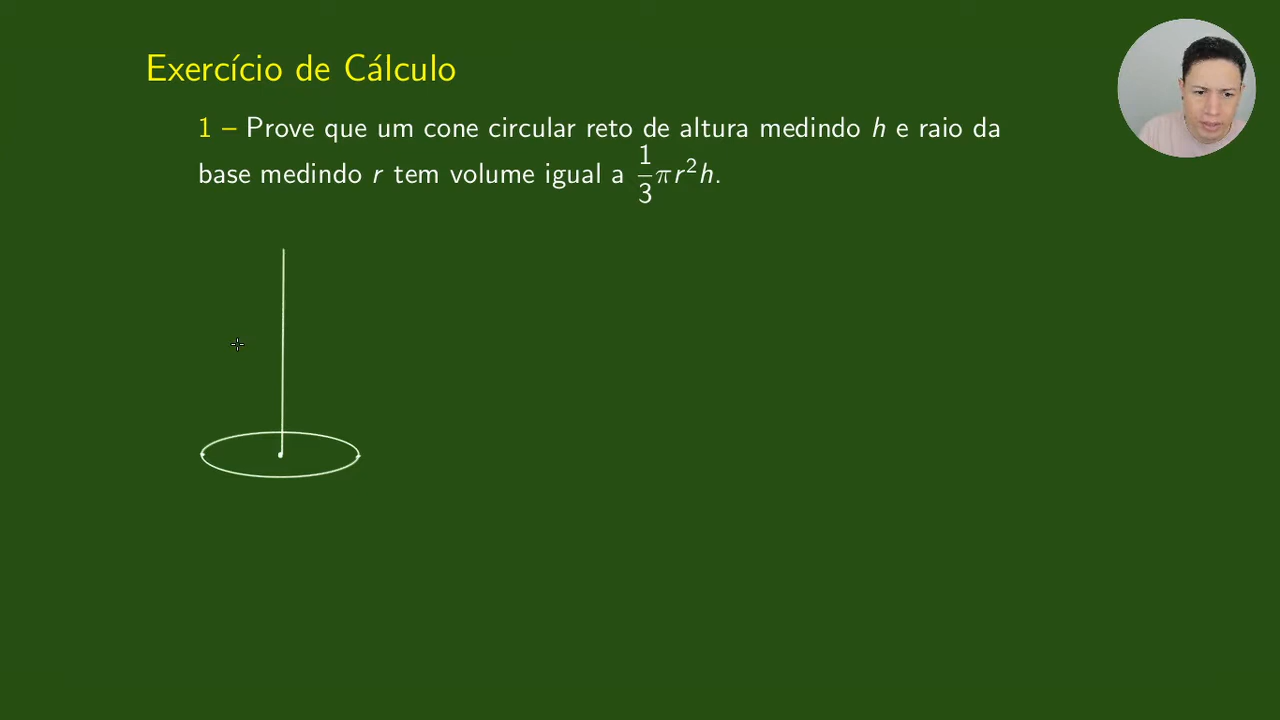 Exercício de Cálculo
1 – Prove que um cone circular reto de altura medindo h e raio da
base medindo r tem volume igual a 1/3 πr²h.